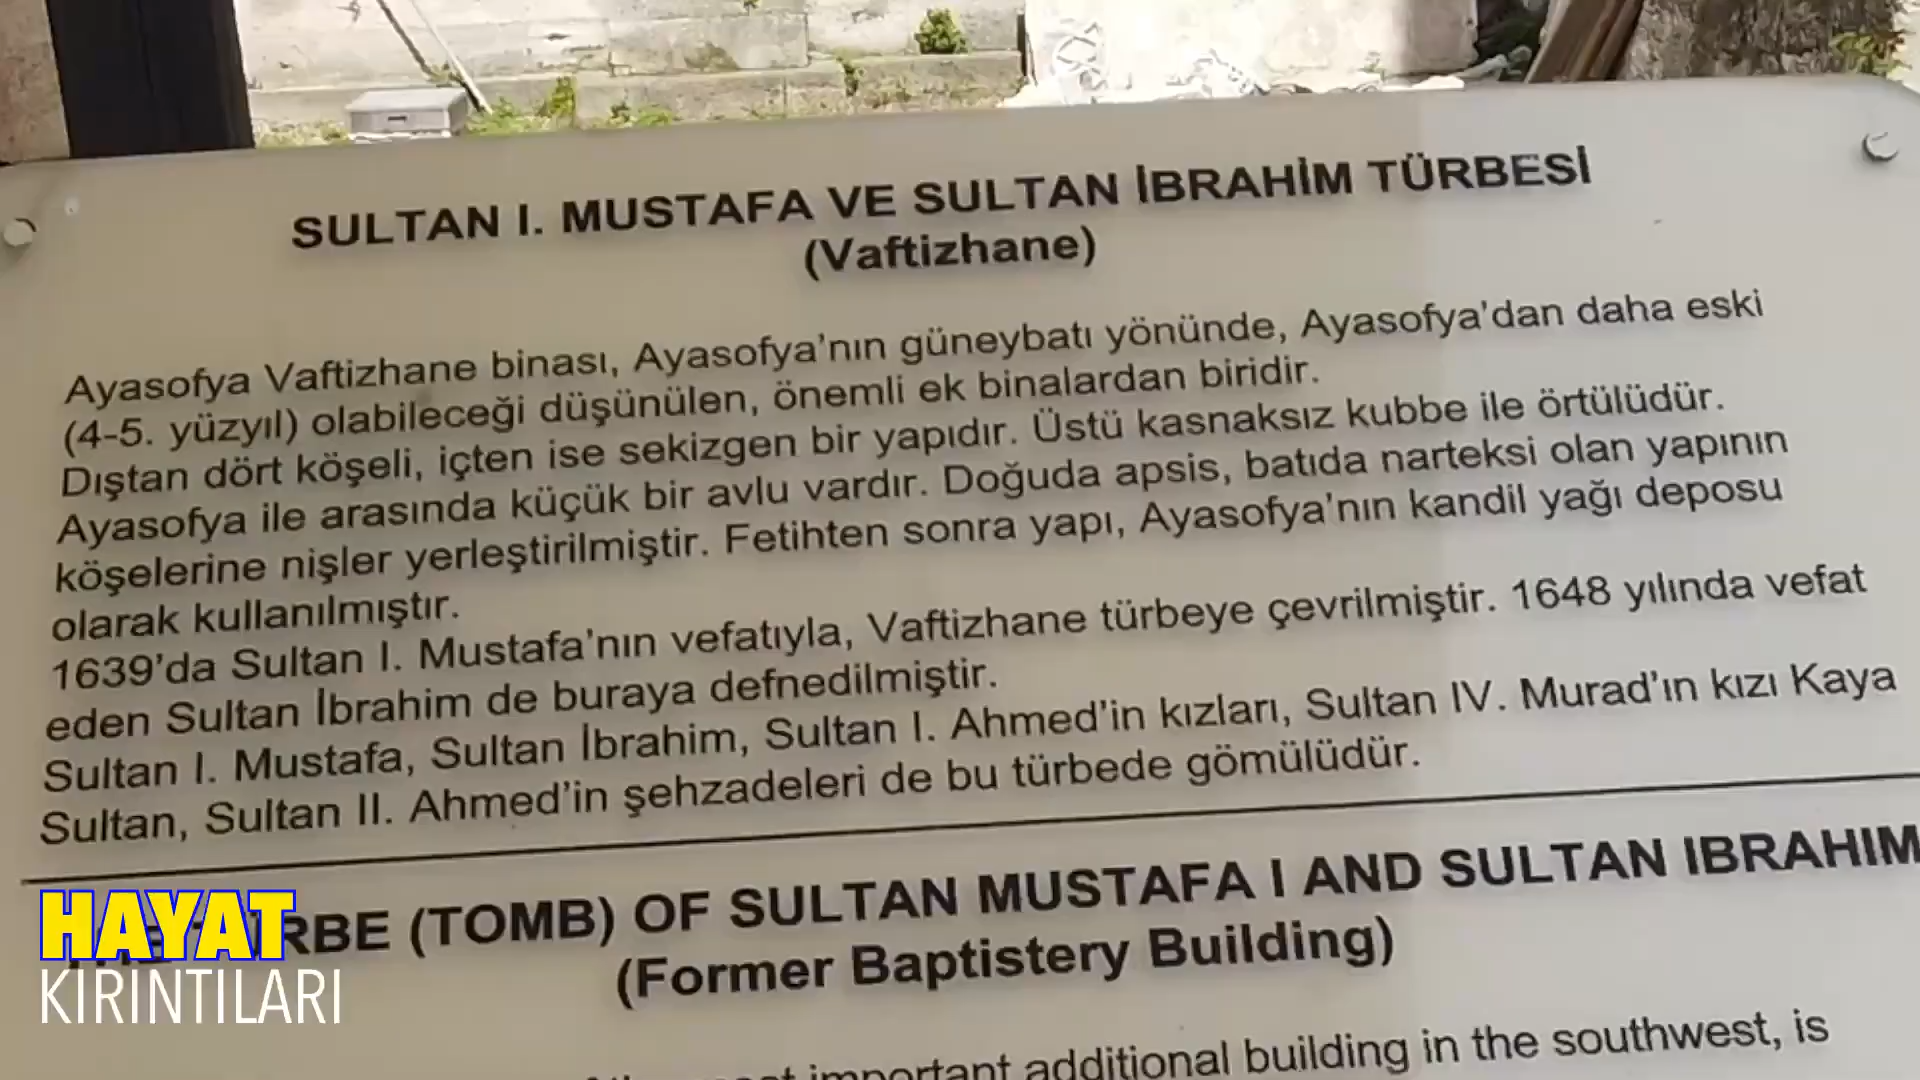 SULTAN I. MUSTAFA VE SULTAN İBRAHİM TÜRBESİ
(Vaftizhane)
Ayasofya Vaftizhane binası, Ayasofya'nın güneybatı yönünde, Ayasofya'dan daha eski
(4-5. yüzyıl) olabileceği düşünülen, önemli ek binalardan biridir.
Dıştan dört köşeli, içten ise sekizgen bir yapıdır. Üstü kasnaksız kubbe ile örtülüdür.
Ayasofya ile arasında küçük bir avlu vardır. Doğuda apsis, batıda narteksi olan yapının
köşelerine nişler yerleştirilmiştir. Fetihten sonra yapı, Ayasofya'nın kandil yağı deposu
olarak kullanılmıştır.
1639'da Sultan I. Mustafa'nın vefatıyla, Vaftizhane türbeye çevrilmiştir. 1648 yılında vefat
eden Sultan İbrahim de buraya defnedilmiştir.
Sultan I. Mustafa, Sultan İbrahim, Sultan I. Ahmed'in kızları, Sultan IV. Murad'ın kızı Kaya
Sultan, Sultan II. Ahmed'in şehzadeleri de bu türbede gömülüdür.
(TOMB) OF SULTAN MUSTAFA I AND SULTAN IBRAHIM
(Former Baptistery Building)
important additional building in the southwest, is
HAYAT
KIRINTILARI